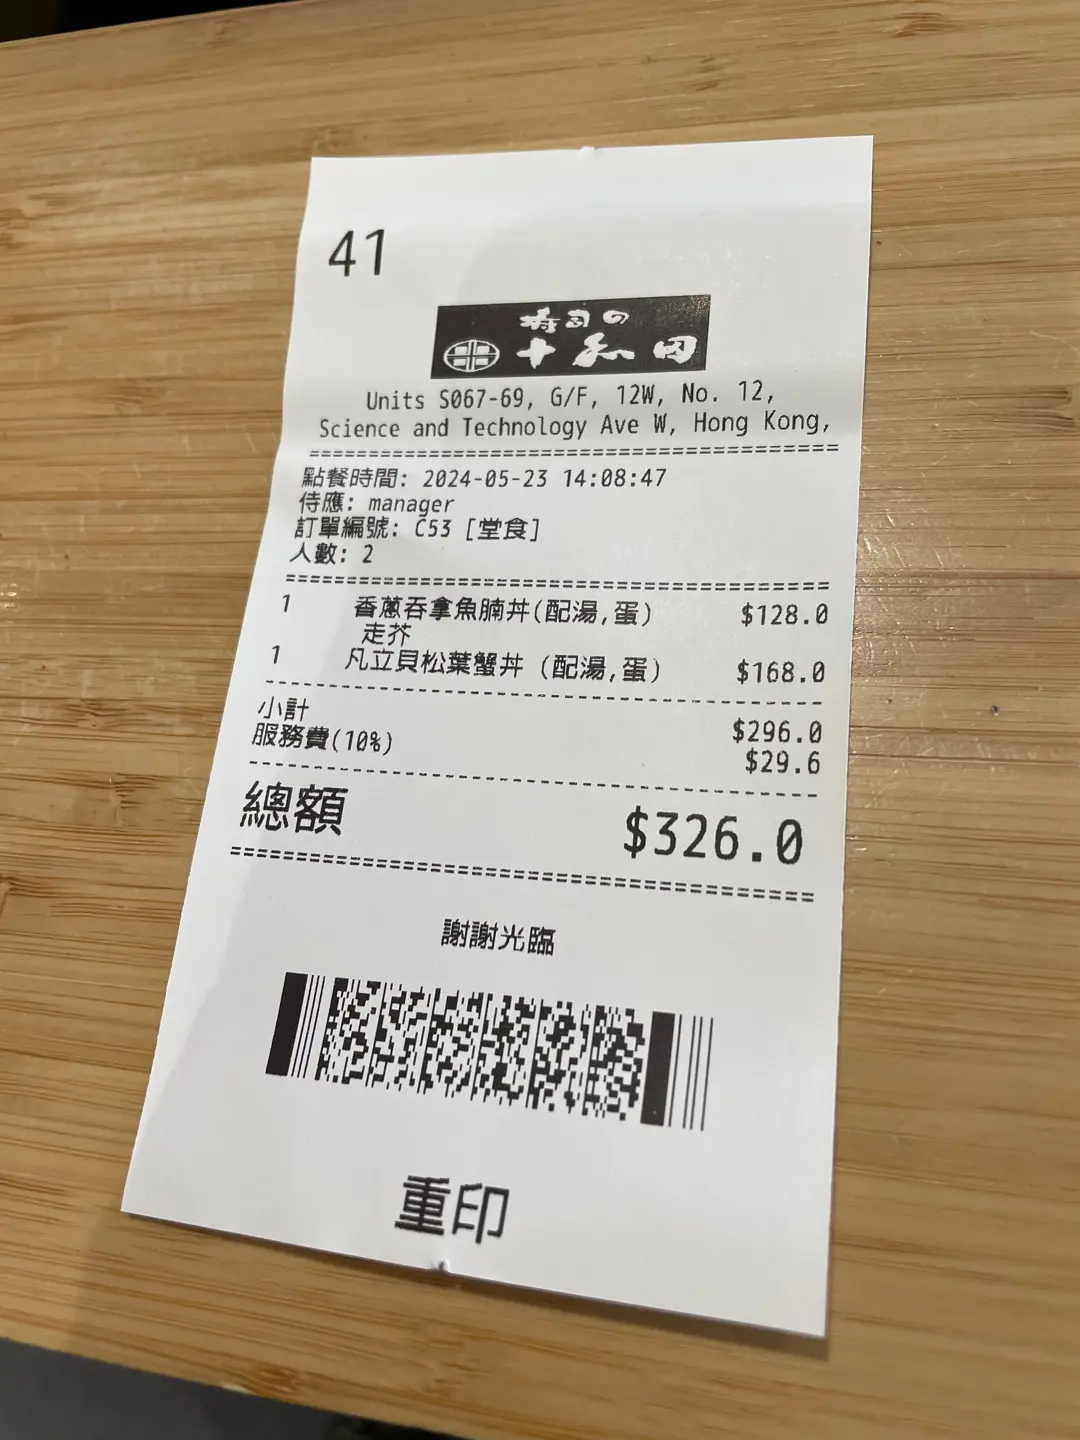 41
寿司の
十和田
Units S067-69, G/F, 12W, No. 12,
Science and Technology Ave W, Hong Kong,
點餐時間: 2024-05-23 14:08:47
侍應: manager
訂單編號: C53 [堂食]
人數: 2
1 香蔥吞拿魚腩丼(配湯,蛋) $128.0
走芥
1 凡立貝松葉蟹丼 (配湯,蛋) $168.0
小計 $296.0
服務費(10%) $29.6
總額 $326.0
謝謝光臨
重印